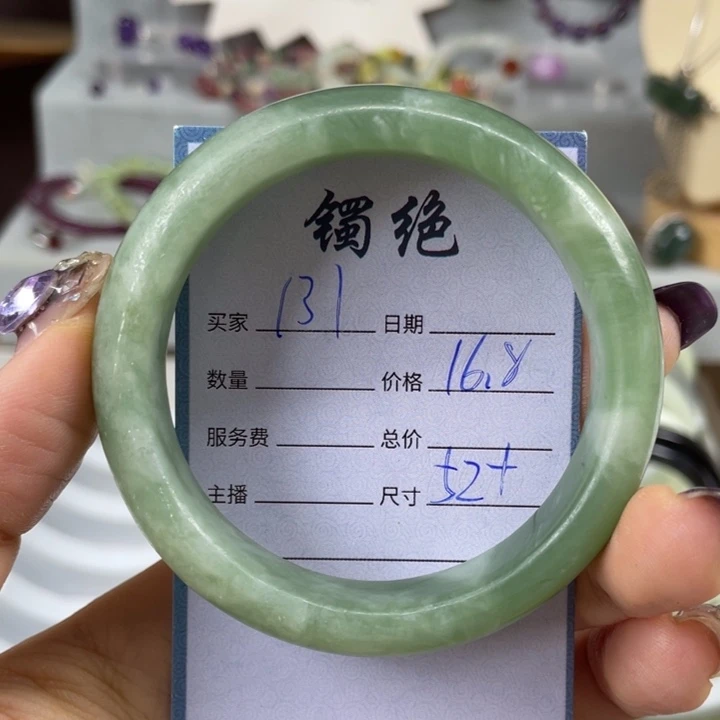 镯绝
买家 131 日期
数量 价格 16.8
服务费 总价
主播 尺寸 52+